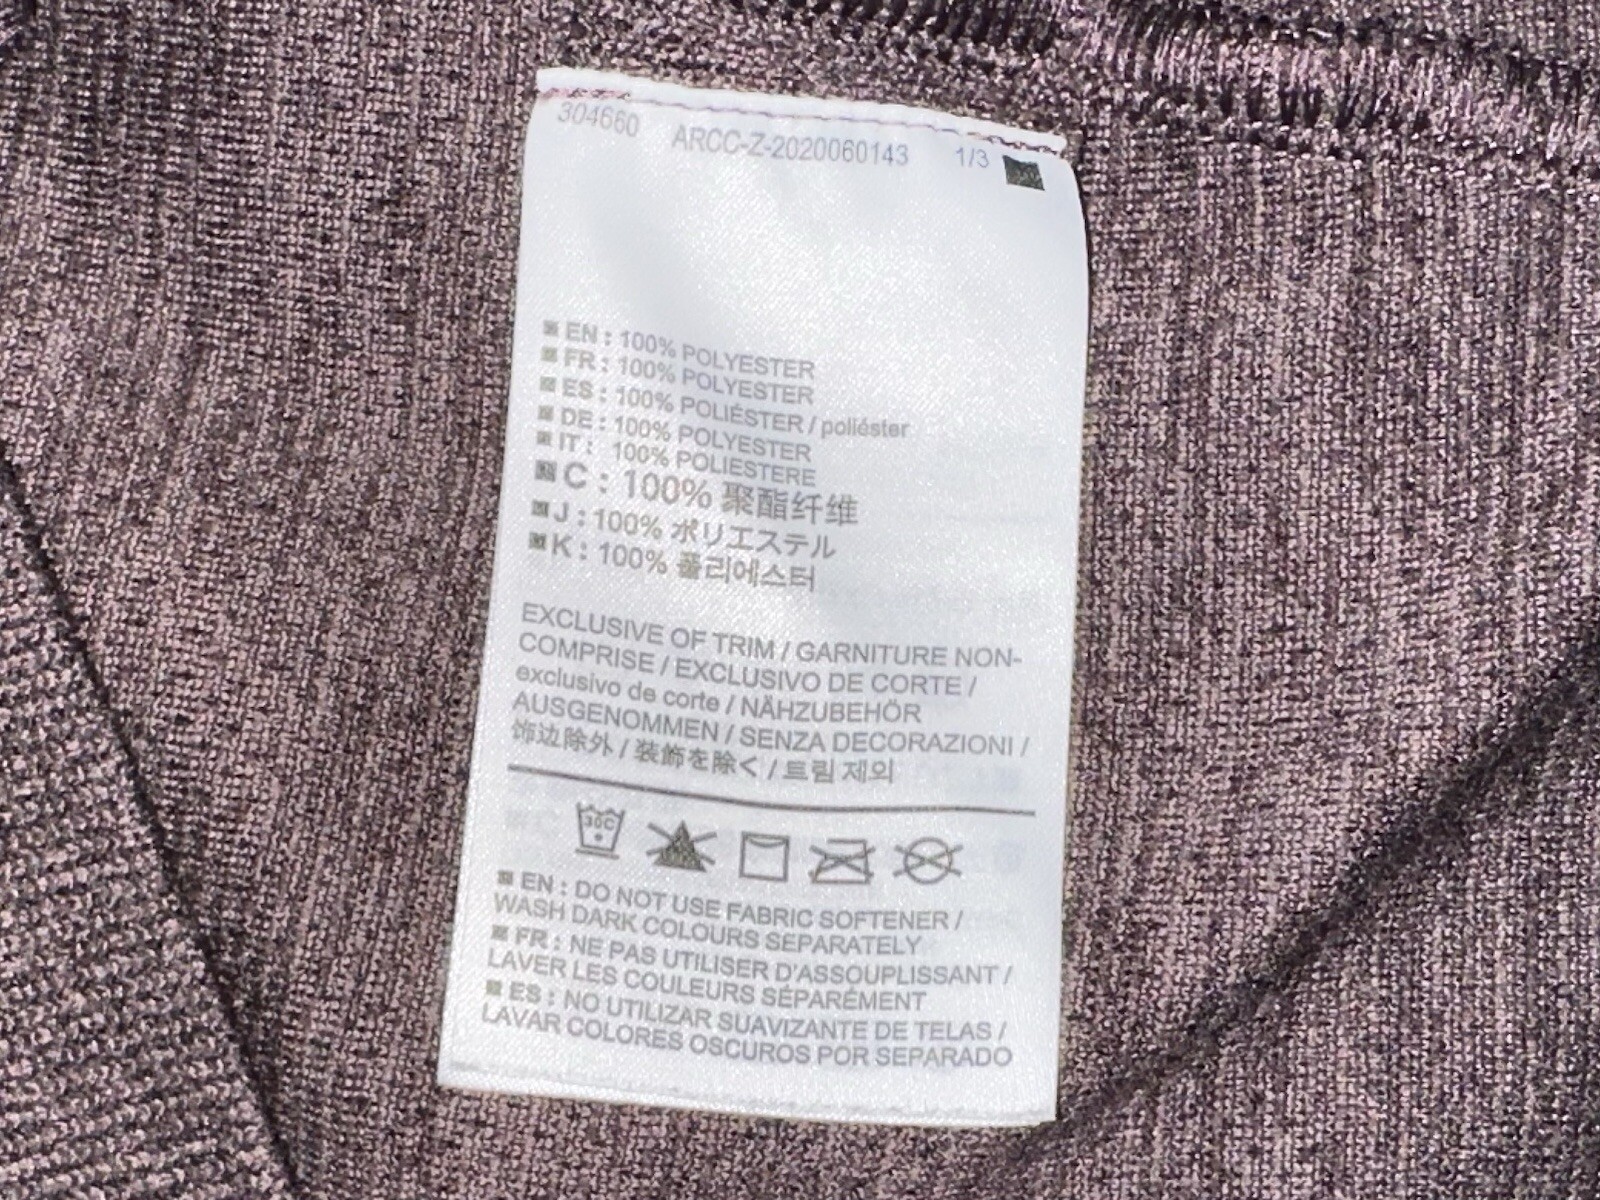 304660 ARCC-Z-2020060143 1/3
EN : 100% POLYESTER
FR : 100% POLYESTER
ES : 100% POLIÉSTER / poliéster
DE : 100% POLYESTER
IT : 100% POLIESTERE
C : 100% 聚酯纤维
J : 100% ポリエステル
K : 100% 폴리에스터
EXCLUSIVE OF TRIM / GARNITURE NON-
COMPRISE / EXCLUSIVO DE CORTE /
exclusivo de corte / NÄHZUBEHÖR
AUSGENOMMEN / SENZA DECORAZIONI /
饰边除外 / 装飾を除く / 트림 제외
30C
EN : DO NOT USE FABRIC SOFTENER /
WASH DARK COLOURS SEPARATELY
FR : NE PAS UTILISER D'ASSOUPLISSANT /
LAVER LES COULEURS SÉPARÉMENT
ES : NO UTILIZAR SUAVIZANTE DE TELAS /
LAVAR COLORES OSCUROS POR SEPARADO